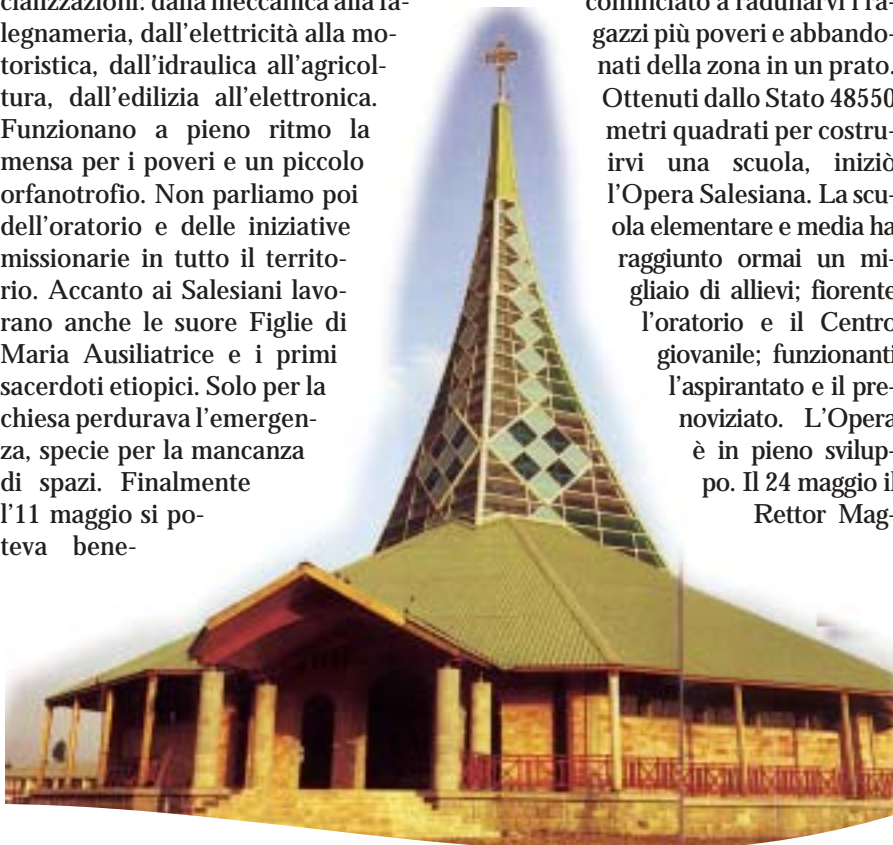 cializzazioni: dalla meccanica alla fa-
legnameria, dall'elettricità alla mo-
toristica, dall'idraulica all'agricol-
tura, dall'edilizia all'elettronica.
Funzionano a pieno ritmo la
mensa per i poveri e un piccolo
orfanotrofio. Non parliamo poi
dell'oratorio e delle iniziative
missionarie in tutto il territo-
rio. Accanto ai Salesiani lavo-
rano anche le suore Figlie di
Maria Ausiliatrice e i primi
sacerdoti etiopici. Solo per la
chiesa perdurava l'emergen-
za, specie per la mancanza
di spazi. Finalmente
l'11 maggio si po-
teva bene-
cominciato a radunarvi i ra-
gazzi più poveri e abbando-
nati della zona in un prato.
Ottenuti dallo Stato 48550
metri quadrati per costru-
irvi una scuola, iniziò
l'Opera Salesiana. La scu-
ola elementare e media ha
raggiunto ormai un mi-
gliaio di allievi; fiorente
l'oratorio e il Centro
giovanile; funzionanti
l'aspirantato e il pre-
noviziato. L'Opera
è in pieno svilup-
po. Il 24 maggio il
Rettor Mag-